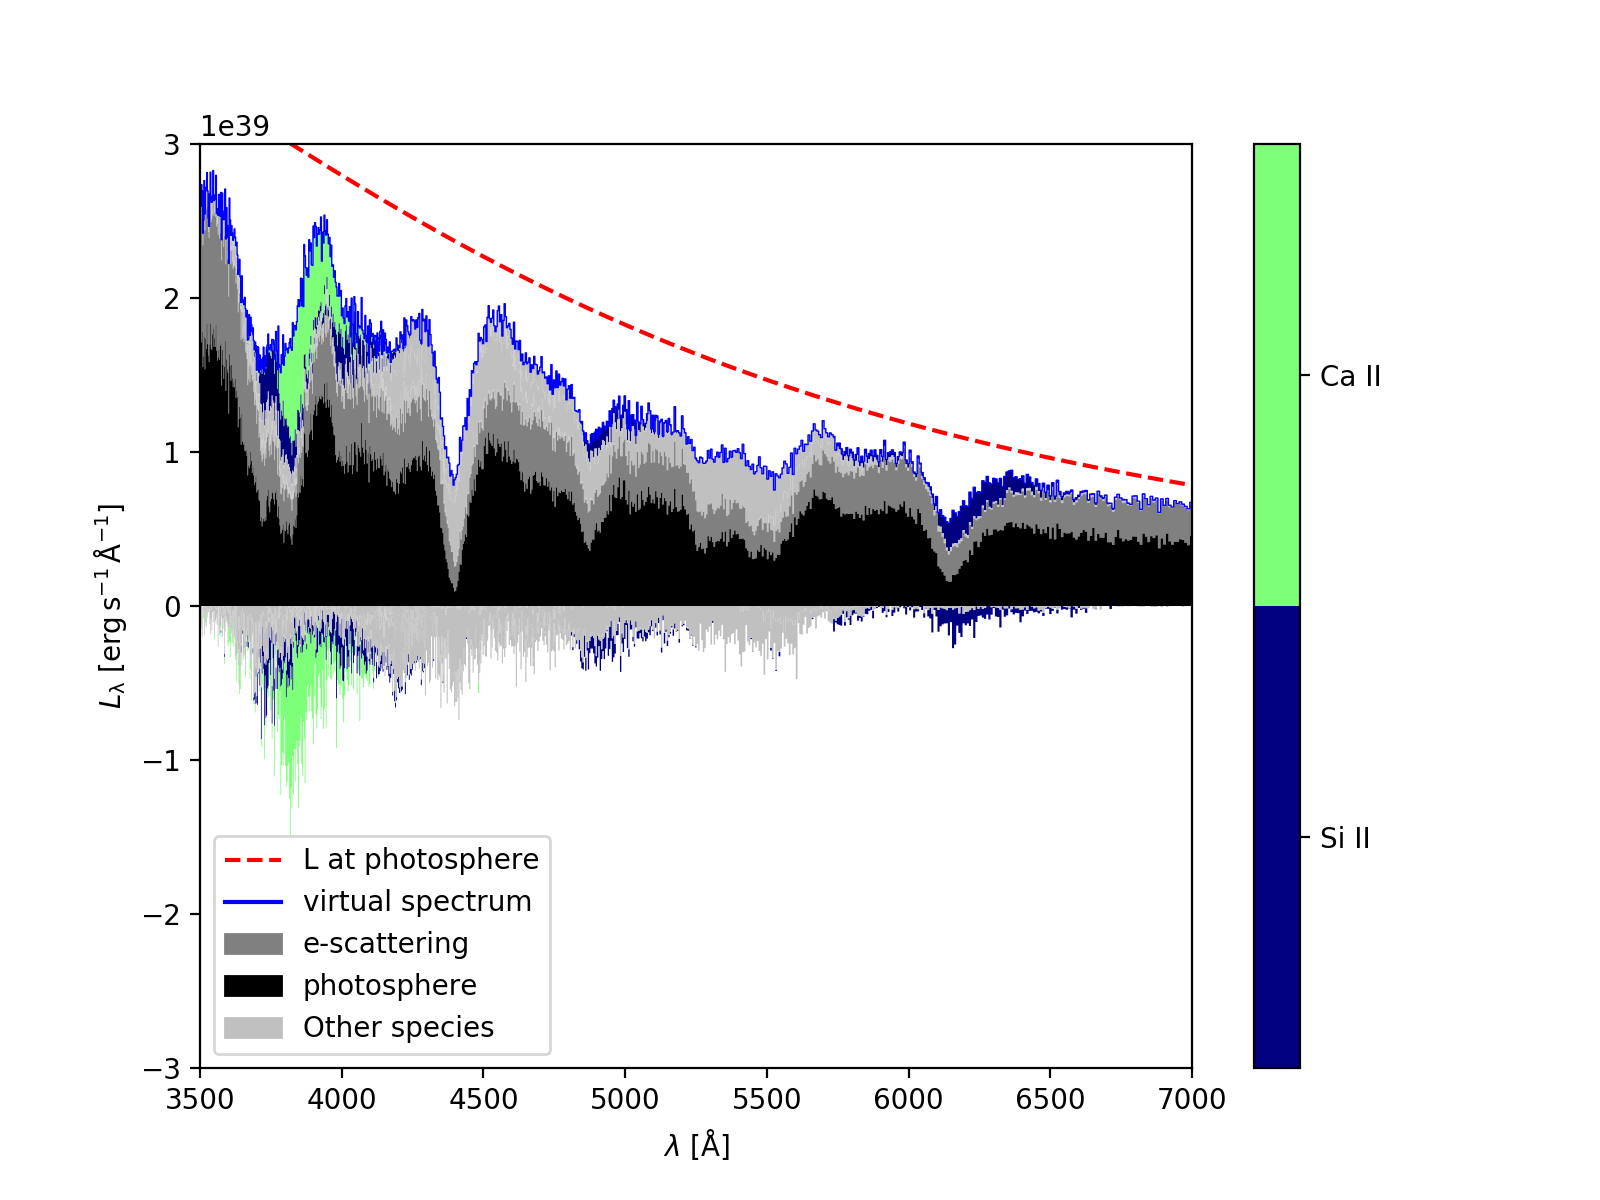 1e39
3
2
1
0
−1
−2
−3
L_λ [erg s⁻¹ Å⁻¹]
L at photosphere
virtual spectrum
e-scattering
photosphere
Other species
3500 4000 4500 5000 5500 6000 6500 7000
λ [Å]
Ca II
Si II